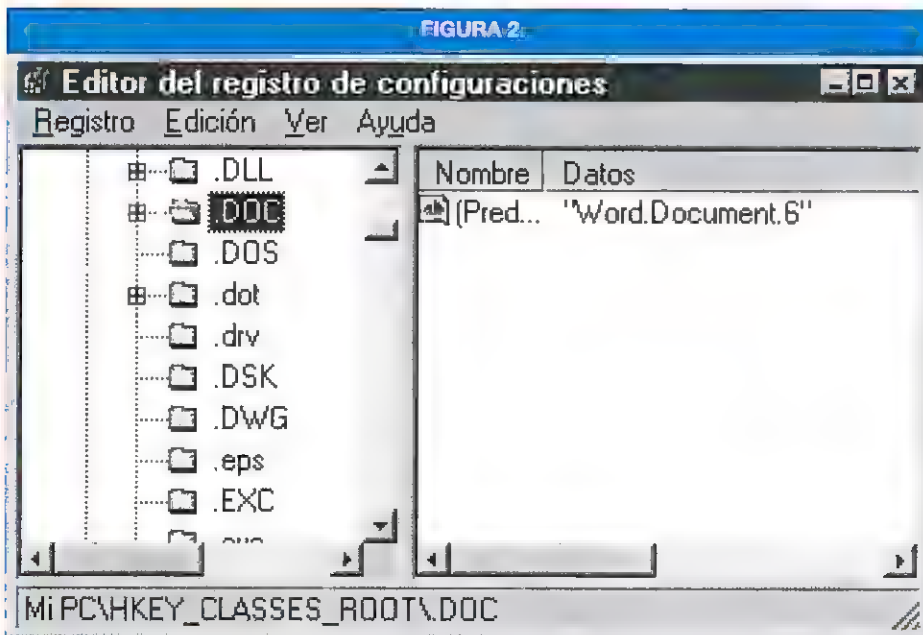 FIGURA 2
Editor del registro de configuraciones
Registro Edición Ver Ayuda
.DLL
.DOC
.DOS
.dot
.drv
.DSK
.DWG
.eps
.EXC
Nombre Datos
(Pred... "Word.Document.6"
Mi PC\HKEY_CLASSES_ROOT\.DOC